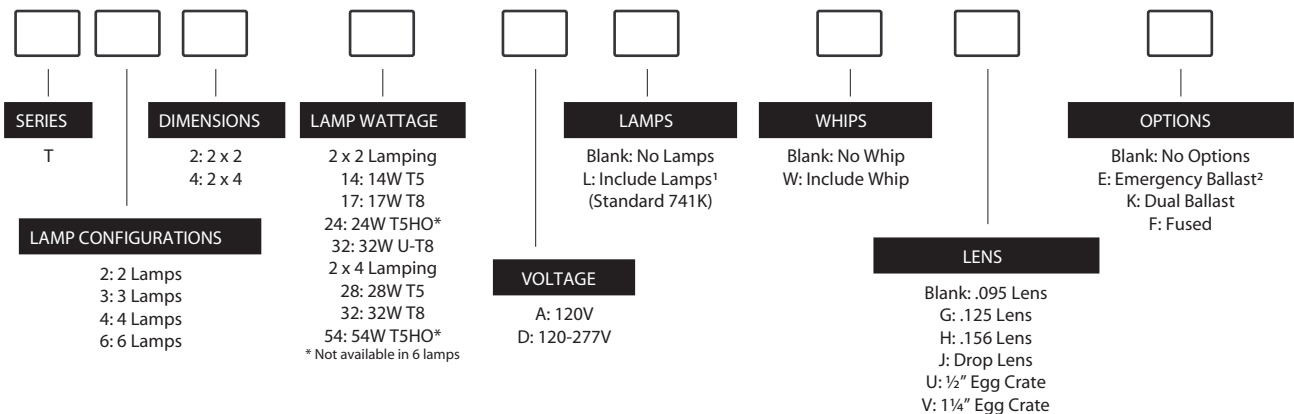 SERIES
T
LAMP CONFIGURATIONS
2: 2 Lamps
3: 3 Lamps
4: 4 Lamps
6: 6 Lamps
DIMENSIONS
2: 2 x 2
4: 2 x 4
LAMP WATTAGE
2 x 2 Lamping
14: 14W T5
17: 17W T8
24: 24W T5HO*
32: 32W U-T8
2 x 4 Lamping
28: 28W T5
32: 32W T8
54: 54W T5HO*
* Not available in 6 lamps
VOLTAGE
A: 120V
D: 120-277V
LAMPS
Blank: No Lamps
L: Include Lamps¹
(Standard 741K)
WHIPS
Blank: No Whip
W: Include Whip
LENS
Blank: .095 Lens
G: .125 Lens
H: .156 Lens
J: Drop Lens
U: ½” Egg Crate
V: 1¼” Egg Crate
OPTIONS
Blank: No Options
E: Emergency Ballast²
K: Dual Ballast
F: Fused